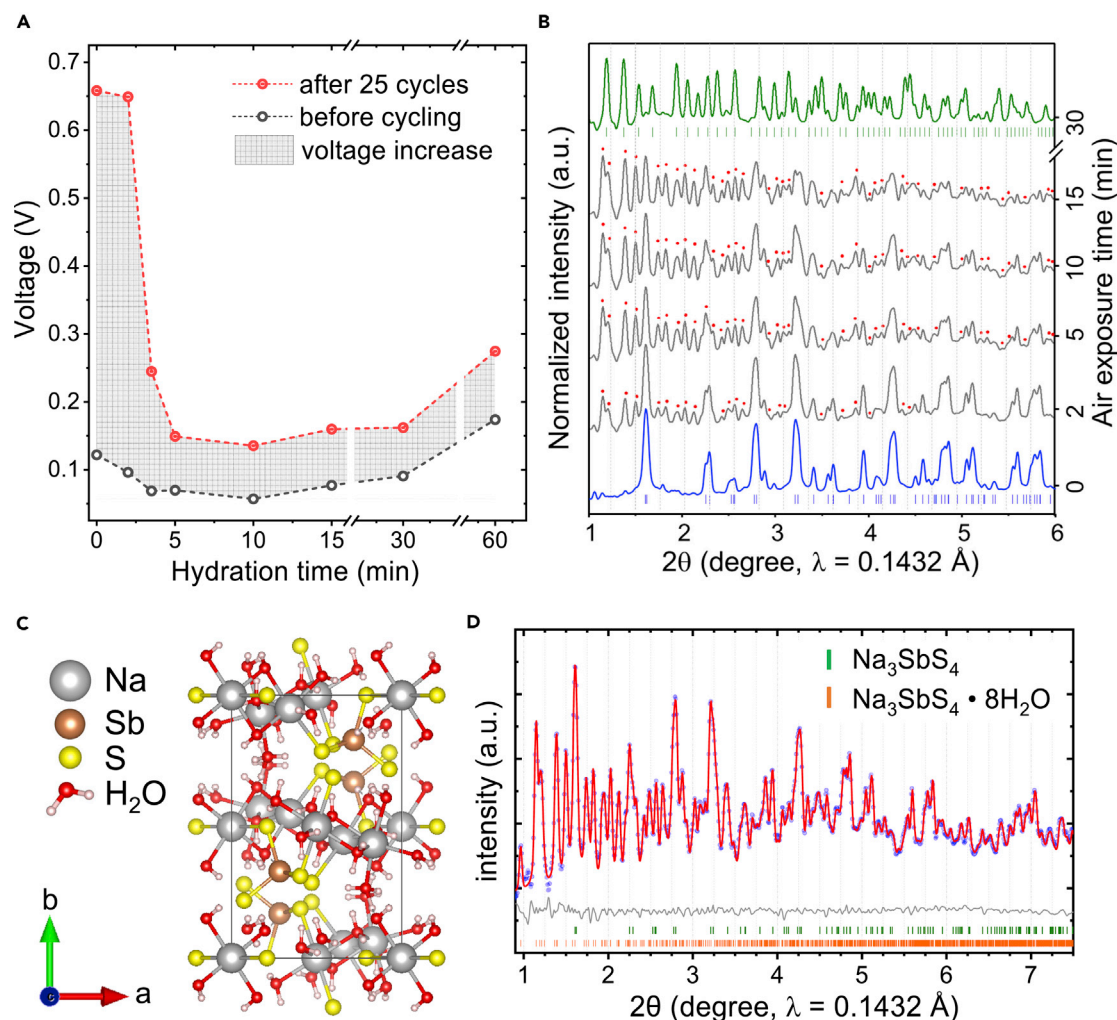 A
0.7
0.6
0.5
0.4
0.3
0.2
0.1
Voltage (V)
after 25 cycles
before cycling
voltage increase
0 5 10 15 30 60
Hydration time (min)
B
Normalized intensity (a.u.)
30
15
10
5
2
0
Air exposure time (min)
1 2 3 4 5 6
2θ (degree, λ = 0.1432 Å)
C
Na
Sb
S
H₂O
b
c
a
D
intensity (a.u.)
Na₃SbS₄
Na₃SbS₄ • 8H₂O
1 2 3 4 5 6 7
2θ (degree, λ = 0.1432 Å)